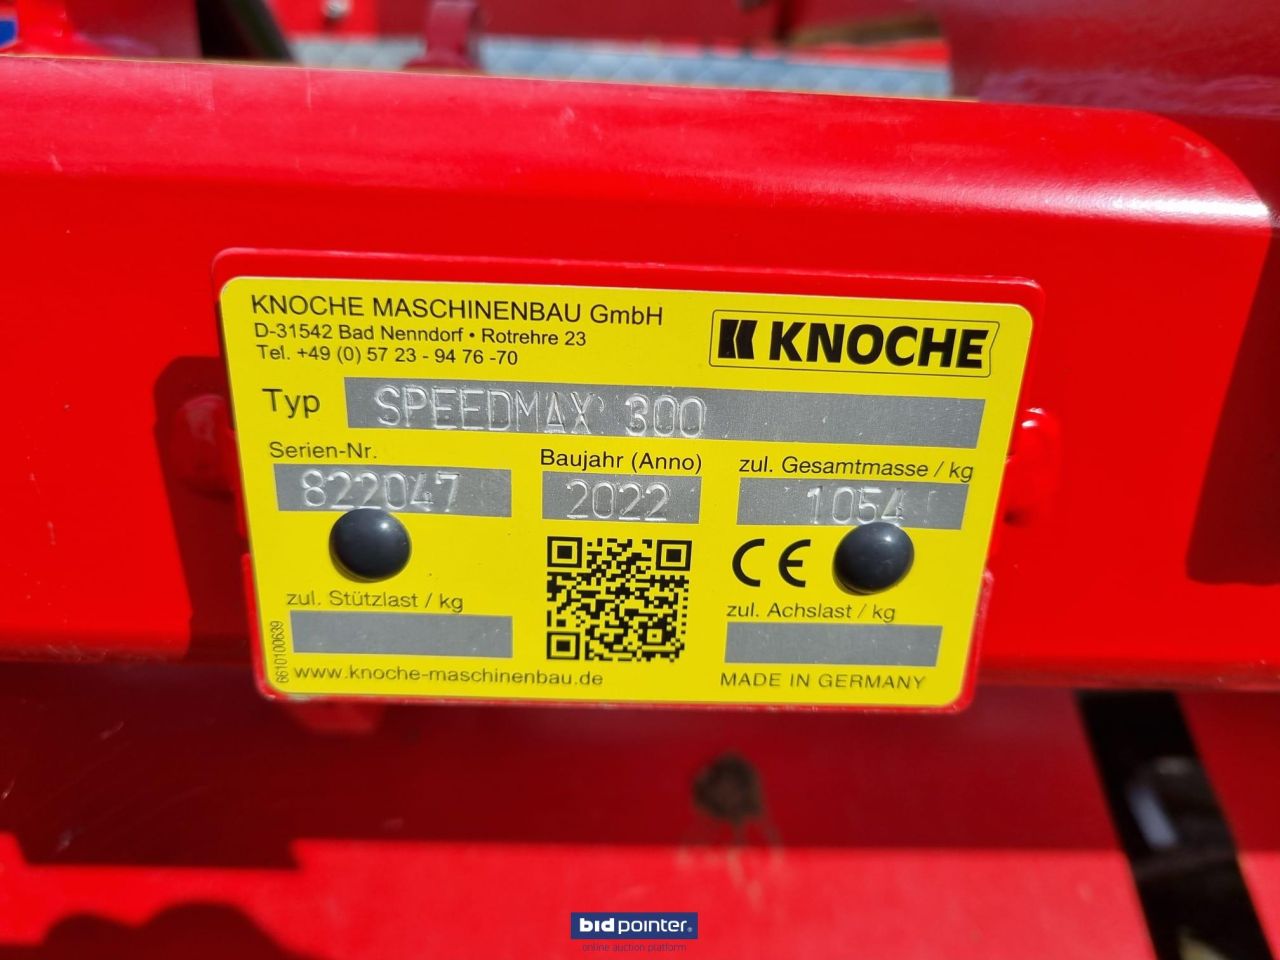 KNOCHE MASCHINENBAU GmbH
D-31542 Bad Nenndorf • Rotrehre 23
Tel. +49 (0) 57 23 - 94 76 -70
KNOCHE
Typ SPEEDMAX 300
Serien-Nr.
822047
Baujahr (Anno)
2022
zul. Gesamtmasse / kg
1054
CE
zul. Stützlast / kg
zul. Achslast / kg
6610100639
www.knoche-maschinenbau.de
MADE IN GERMANY
bidpointer®
online auction platform